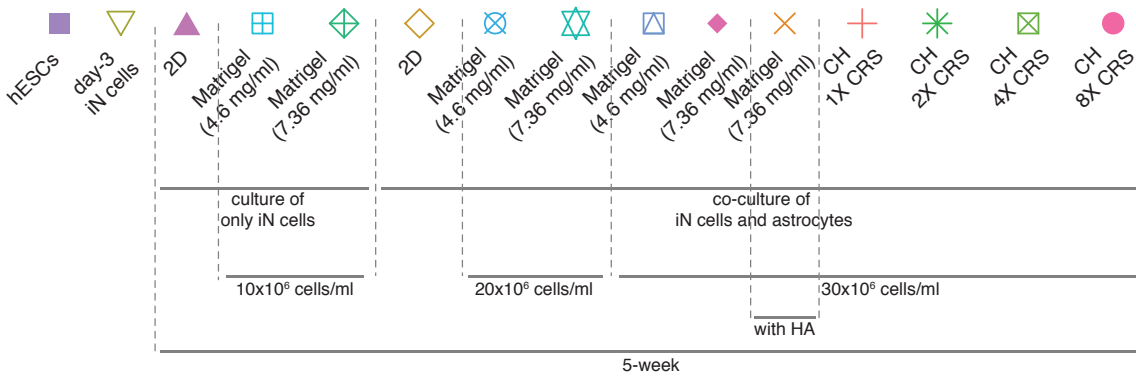 hESCs
day-3
iN cells
2D
Matrigel
(4.6 mg/ml)
Matrigel
(7.36 mg/ml)
2D
Matrigel
(4.6 mg/ml)
Matrigel
(7.36 mg/ml)
Matrigel
(4.6 mg/ml)
Matrigel
(7.36 mg/ml)
Matrigel
(7.36 mg/ml)
CH
1X CRS
CH
2X CRS
CH
4X CRS
CH
8X CRS
culture of
only iN cells
co-culture of
iN cells and astrocytes
10x10⁶ cells/ml
20x10⁶ cells/ml
30x10⁶ cells/ml
with HA
5-week